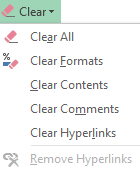 Clear
Clear All
Clear Formats
Clear Contents
Clear Comments
Clear Hyperlinks
Remove Hyperlinks